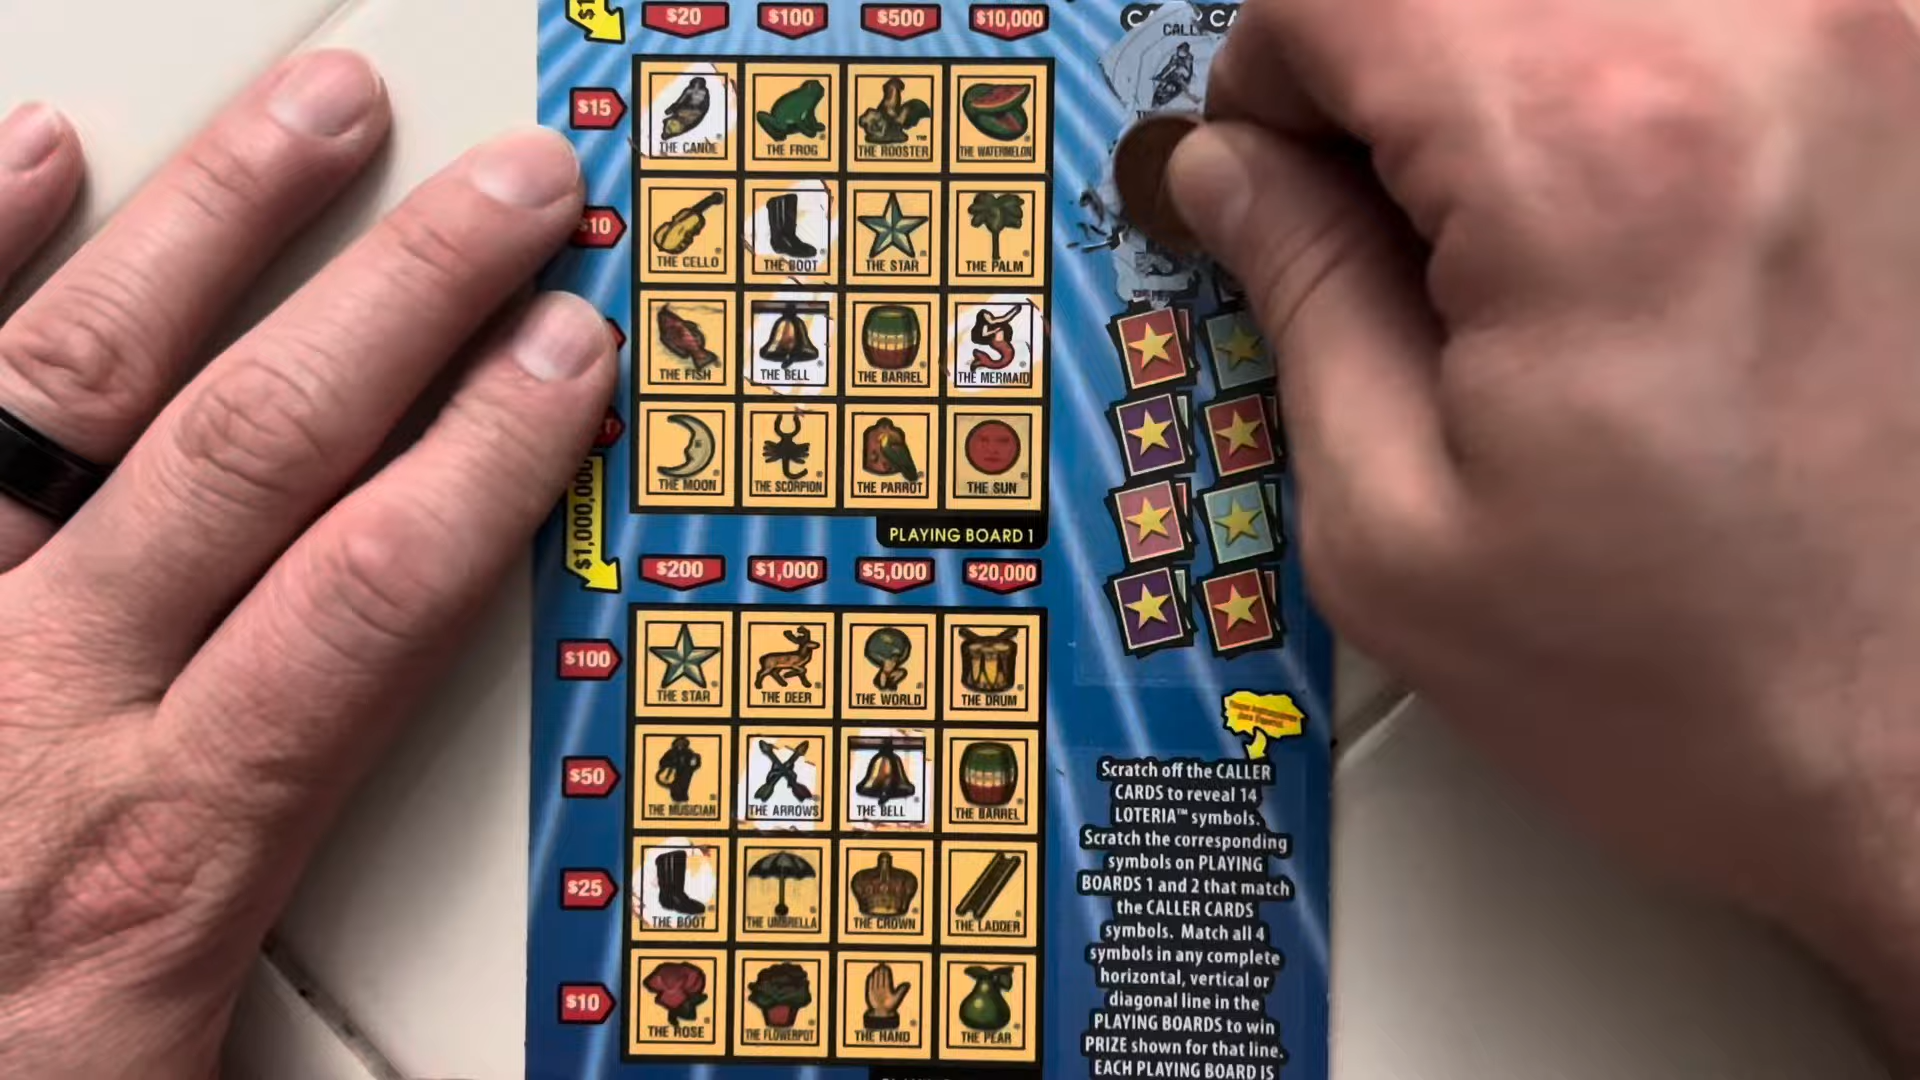 $20 $100 $500 $10,000
$15
THE CANOE THE FROG THE ROOSTER™ THE WATERMELON
$10
THE CELLO THE BOOT THE STAR THE PALM
THE FISH THE BELL THE BARREL THE MERMAID
THE MOON THE SCORPION THE PARROT THE SUN
PLAYING BOARD 1
$1,000,000
$200 $1,000 $5,000 $20,000
$100
THE STAR THE DEER THE WORLD THE DRUM
$50
THE MUSICIAN THE ARROWS THE BELL THE BARREL
$25
THE BOOT THE UMBRELLA THE CROWN THE LADDER
$10
THE ROSE THE FLOWERPOT THE HAND THE PEAR
Scratch off the CALLER
CARDS to reveal 14
LOTERIA™ symbols.
Scratch the corresponding
symbols on PLAYING
BOARDS 1 and 2 that match
the CALLER CARDS
symbols. Match all 4
symbols in any complete
horizontal, vertical or
diagonal line in the
PLAYING BOARDS to win
PRIZE shown for that line.
EACH PLAYING BOARD IS